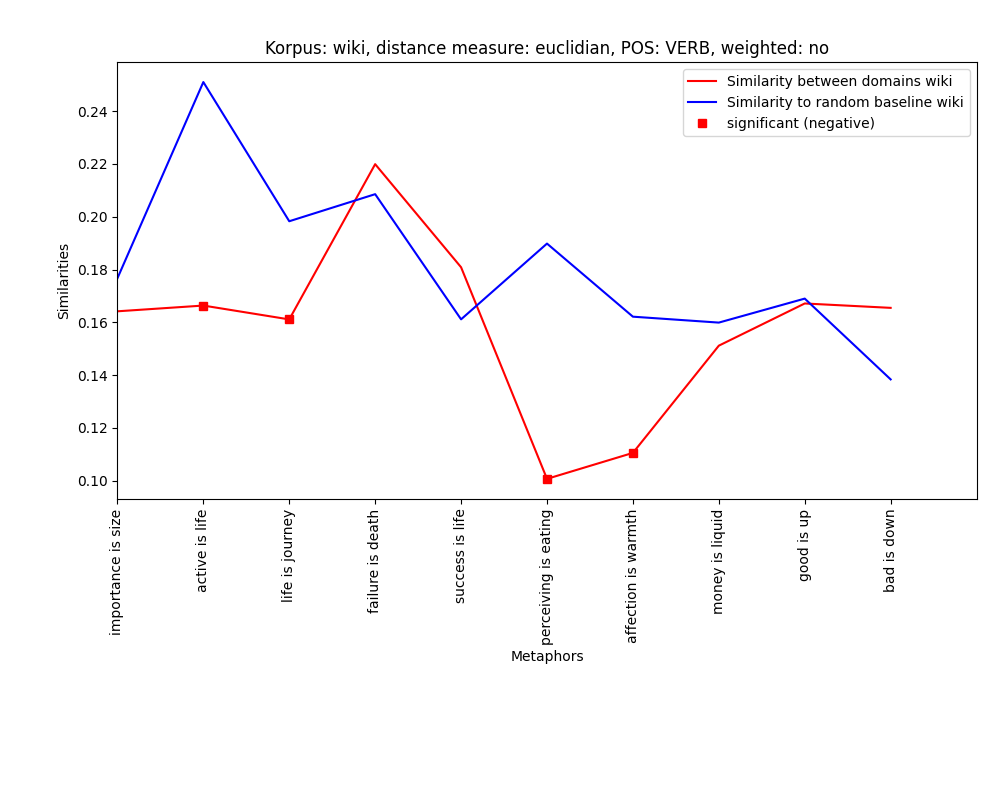 Korpus: wiki, distance measure: euclidian, POS: VERB, weighted: no
Similarity between domains wiki
Similarity to random baseline wiki
significant (negative)
Similarities
0.24
0.22
0.20
0.18
0.16
0.14
0.12
0.10
importance is size
active is life
life is journey
failure is death
success is life
perceiving is eating
affection is warmth
money is liquid
good is up
bad is down
Metaphors